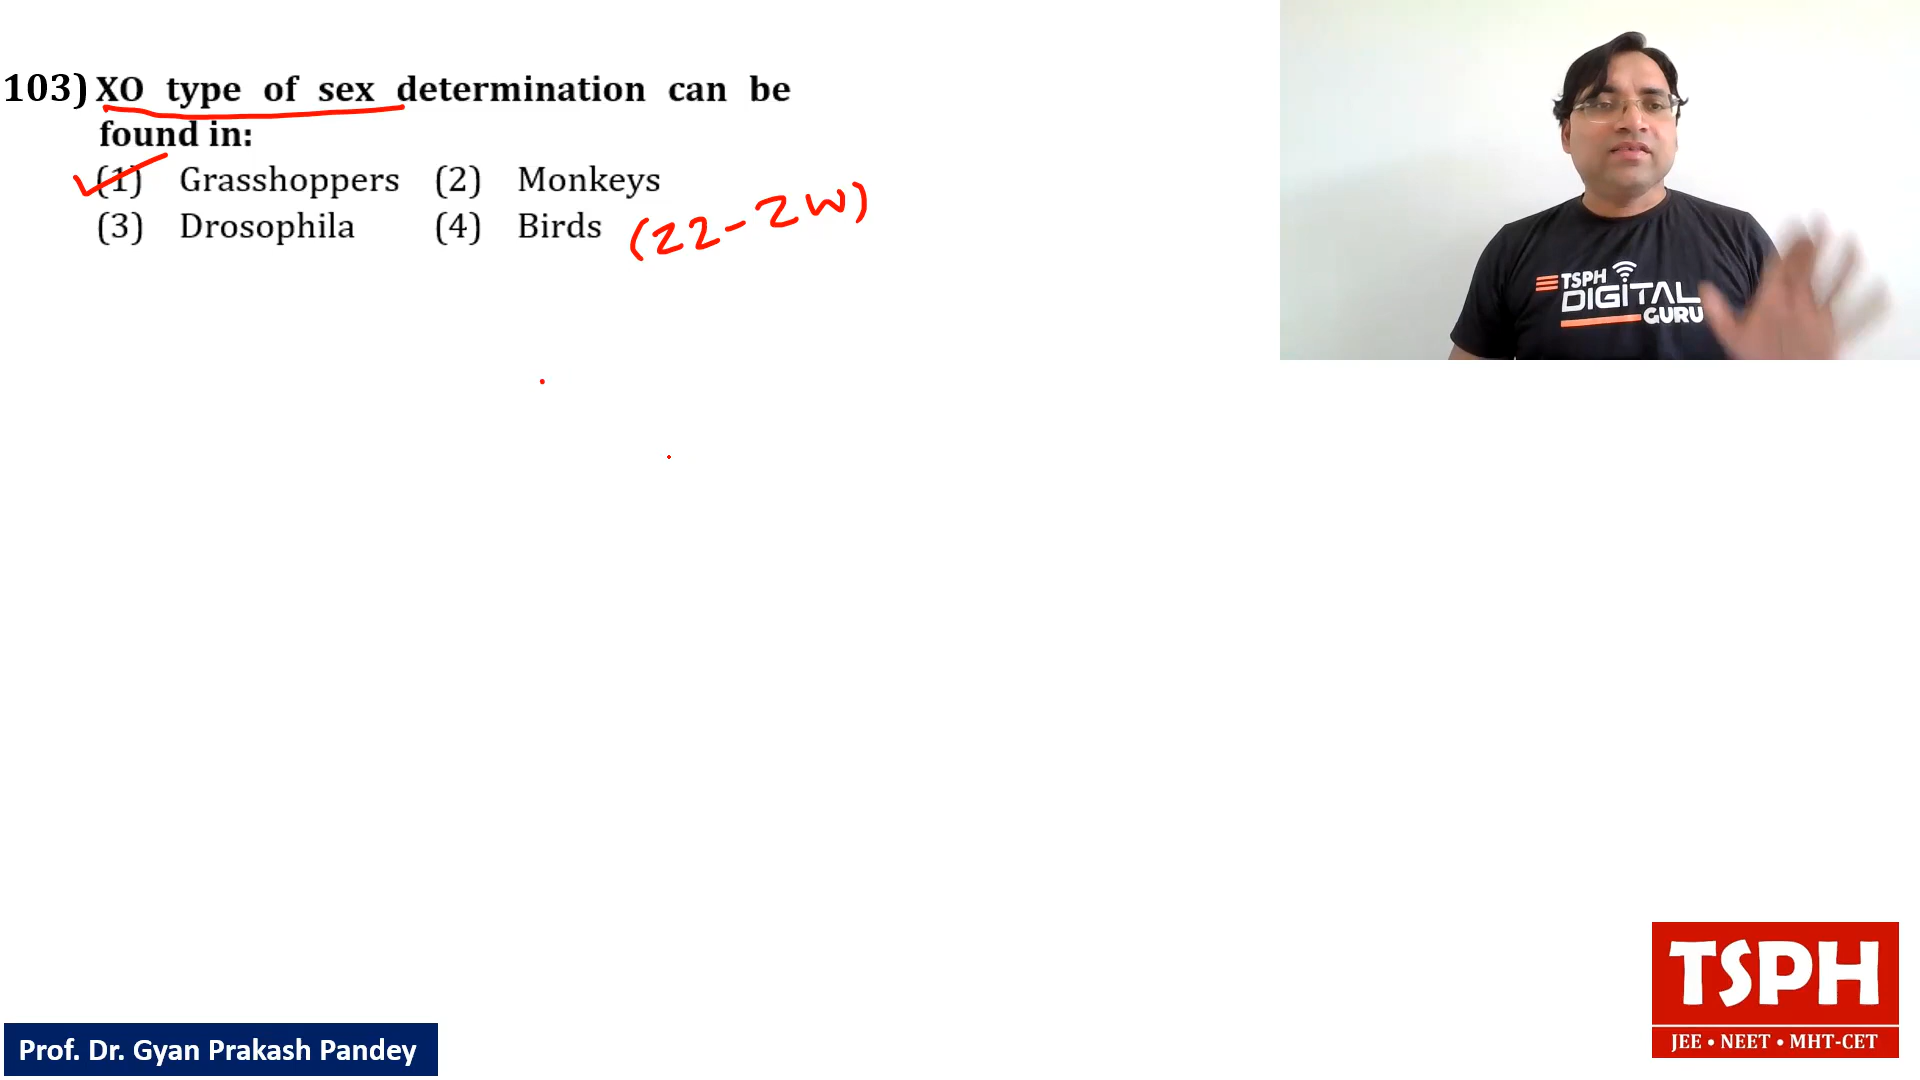 103) XO type of sex determination can be
found in:
(1) Grasshoppers (2) Monkeys
(3) Drosophila (4) Birds (ZZ-ZW)
TSPH
DIGITAL
GURU
TSPH
JEE • NEET • MHT-CET
Prof. Dr. Gyan Prakash Pandey